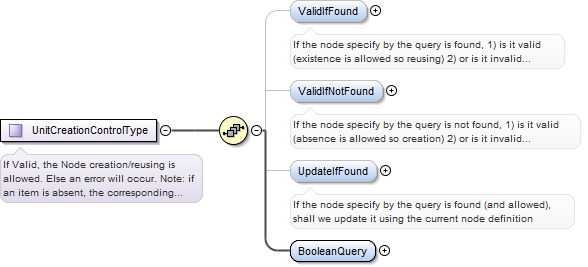 ValidIfFound
If the node specify by the query is found, 1) is it valid
(existence is allowed so reusing) 2) or is it invalid...
ValidIfNotFound
If the node specify by the query is not found, 1) is it valid
(absence is allowed so creation) 2) or is it invalid...
UnitCreationControlType
If Valid, the Node creation/reusing is
allowed. Else an error will occur. Note: if
an item is absent, the corresponding...
UpdateIfFound
If the node specify by the query is found (and allowed),
shall we update it using the current node definition
BooleanQuery